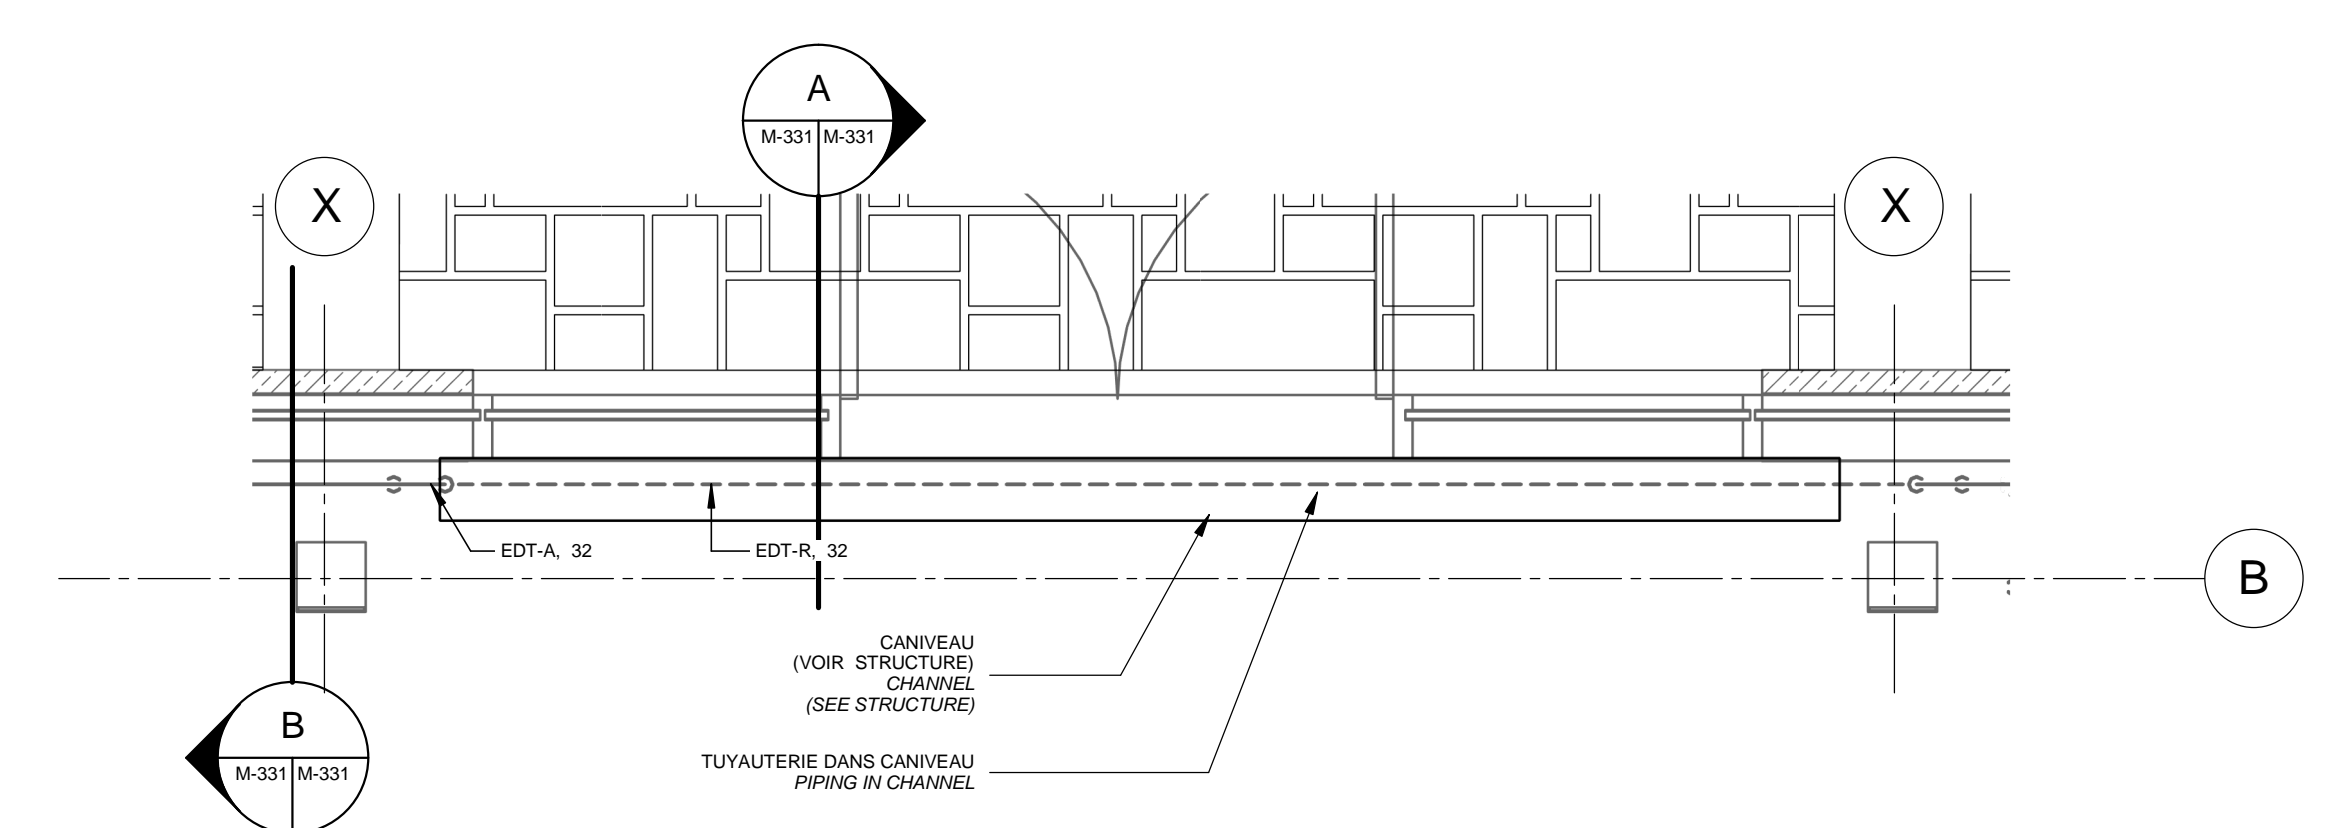 A
M-331 M-331
X
X
EDT-A, 32
EDT-R, 32
B
CANIVEAU
(VOIR STRUCTURE)
CHANNEL
(SEE STRUCTURE)
B
M-331 M-331
TUYAUTERIE DANS CANIVEAU
PIPING IN CHANNEL